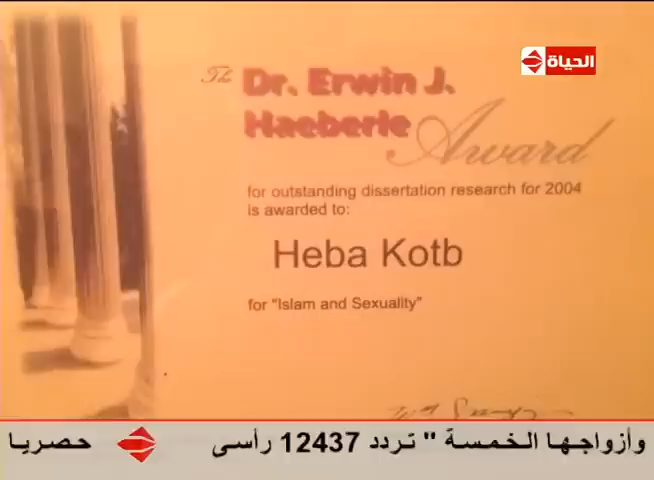 الحياة
The Dr. Erwin J.
Haeberle Award
for outstanding dissertation research for 2004
is awarded to:
Heba Kotb
for "Islam and Sexuality"
وأزواجها الخمسة " تردد 12437 رأسى حصريا